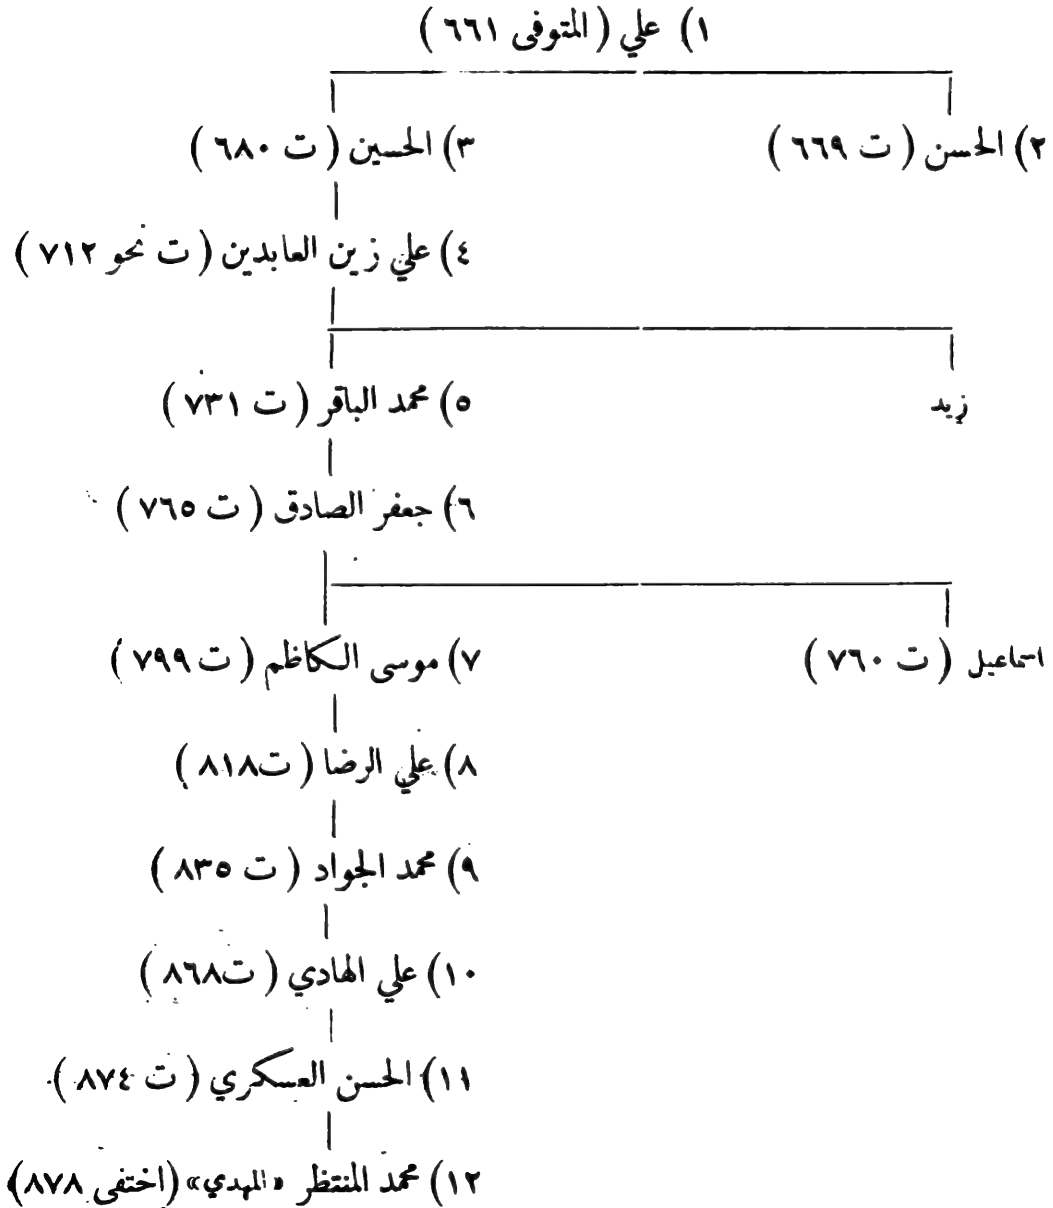 ١) علي (المتوفى ٦٦١)
٢) الحسن (ت ٦٦٩)
٣) الحسين (ت ٦٨٠)
٤) علي زين العابدين (ت نحو ٧١٢)
زيد
٥) محمد الباقر (ت ٧٣١)
٦) جعفر الصادق (ت ٧٦٥)
اسماعيل (ت ٧٦٠)
٧) موسى الكاظم (ت ٧٩٩)
٨) علي الرضا (ت ٨١٨)
٩) محمد الجواد (ت ٨٣٥)
١٠) علي الهادي (ت ٨٦٨)
١١) الحسن العسكري (ت ٨٧٤)
١٢) محمد المنتظر «المهدي» (اختفى ٨٧٨)